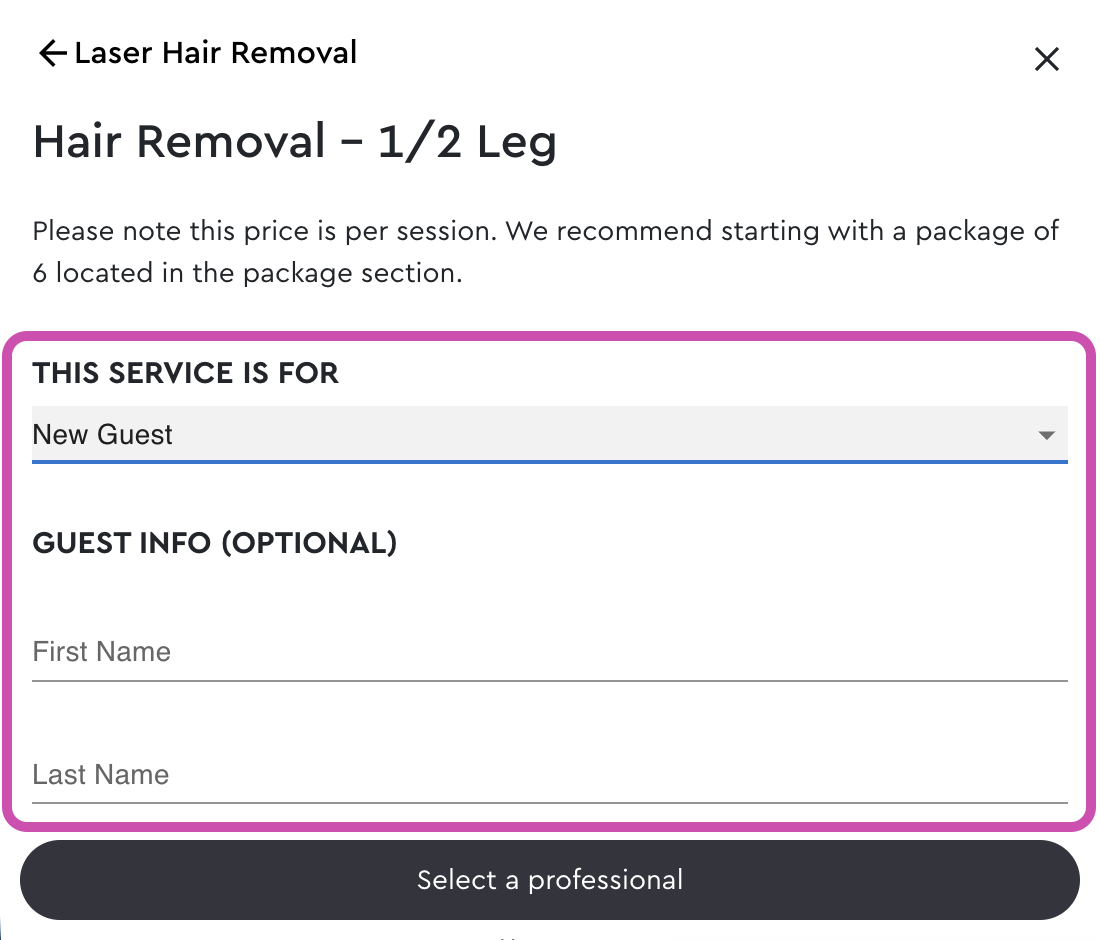 Laser Hair Removal
Hair Removal – 1/2 Leg
Please note this price is per session. We recommend starting with a package of
6 located in the package section.
THIS SERVICE IS FOR
New Guest
GUEST INFO (OPTIONAL)
First Name
Last Name
Select a professional